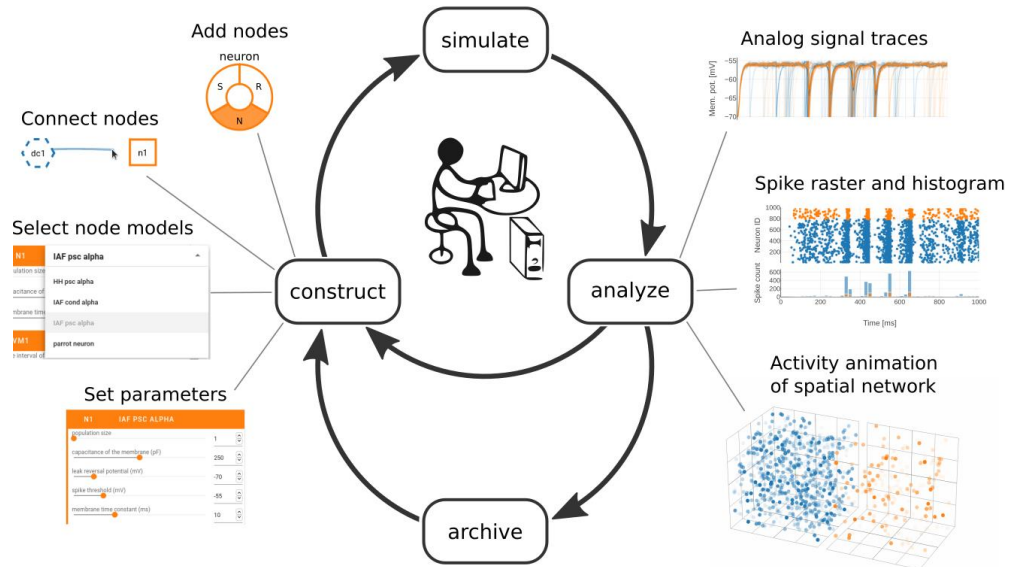 simulate
Add nodes
neuron
S
R
N
Connect nodes
dc1
n1
Select node models
N1
IAF psc alpha
HH psc alpha
IAF cond alpha
IAF psc alpha
parrot neuron
construct
Set parameters
N1 IAF PSC ALPHA
population size
1
capacitance of the membrane (pF)
250
leak reversal potential (mV)
-70
spike threshold (mV)
-55
membrane time constant (ms)
10
archive
analyze
Analog signal traces
Mem. pot. [mV]
−55
−60
−65
−70
Spike raster and histogram
Neuron ID
1000
800
600
400
200
Spike count
600
400
200
0
0 200 400 600 800 1000
Time [ms]
Activity animation
of spatial network